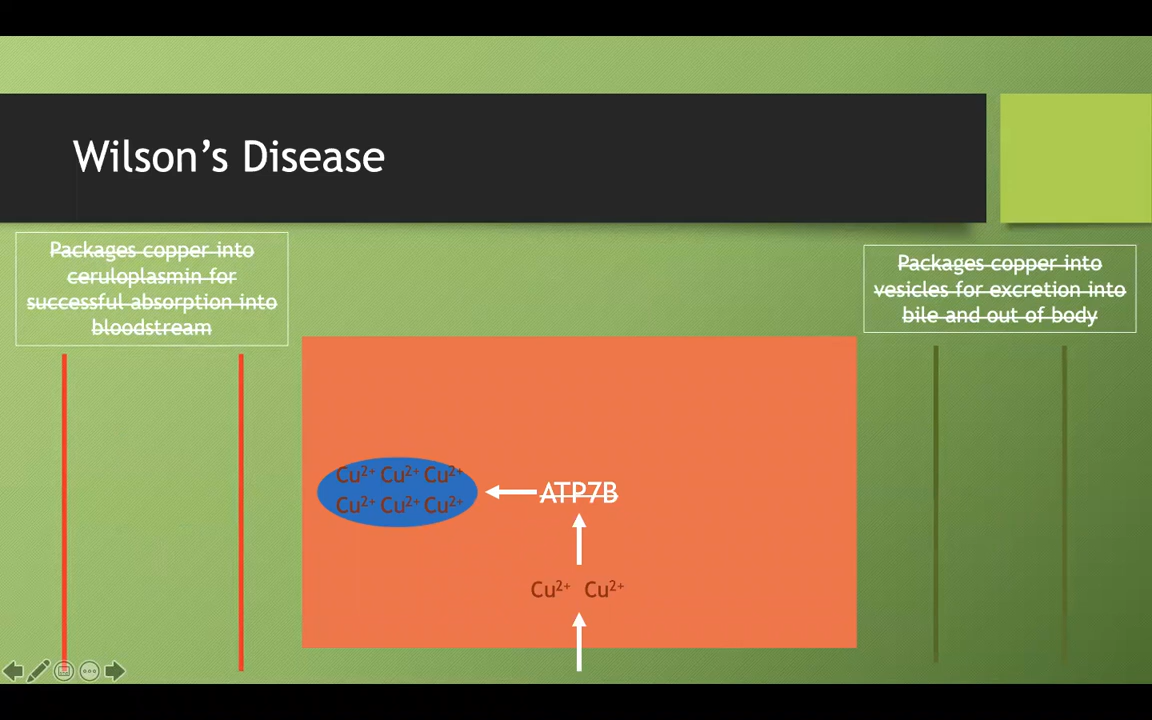 Wilson’s Disease
Packages copper into
ceruloplasmin for
successful absorption into
bloodstream
Packages copper into
vesicles for excretion into
bile and out of body
Cu²⁺ Cu²⁺ Cu²⁺
Cu²⁺ Cu²⁺ Cu²⁺
ATP7B
Cu²⁺ Cu²⁺